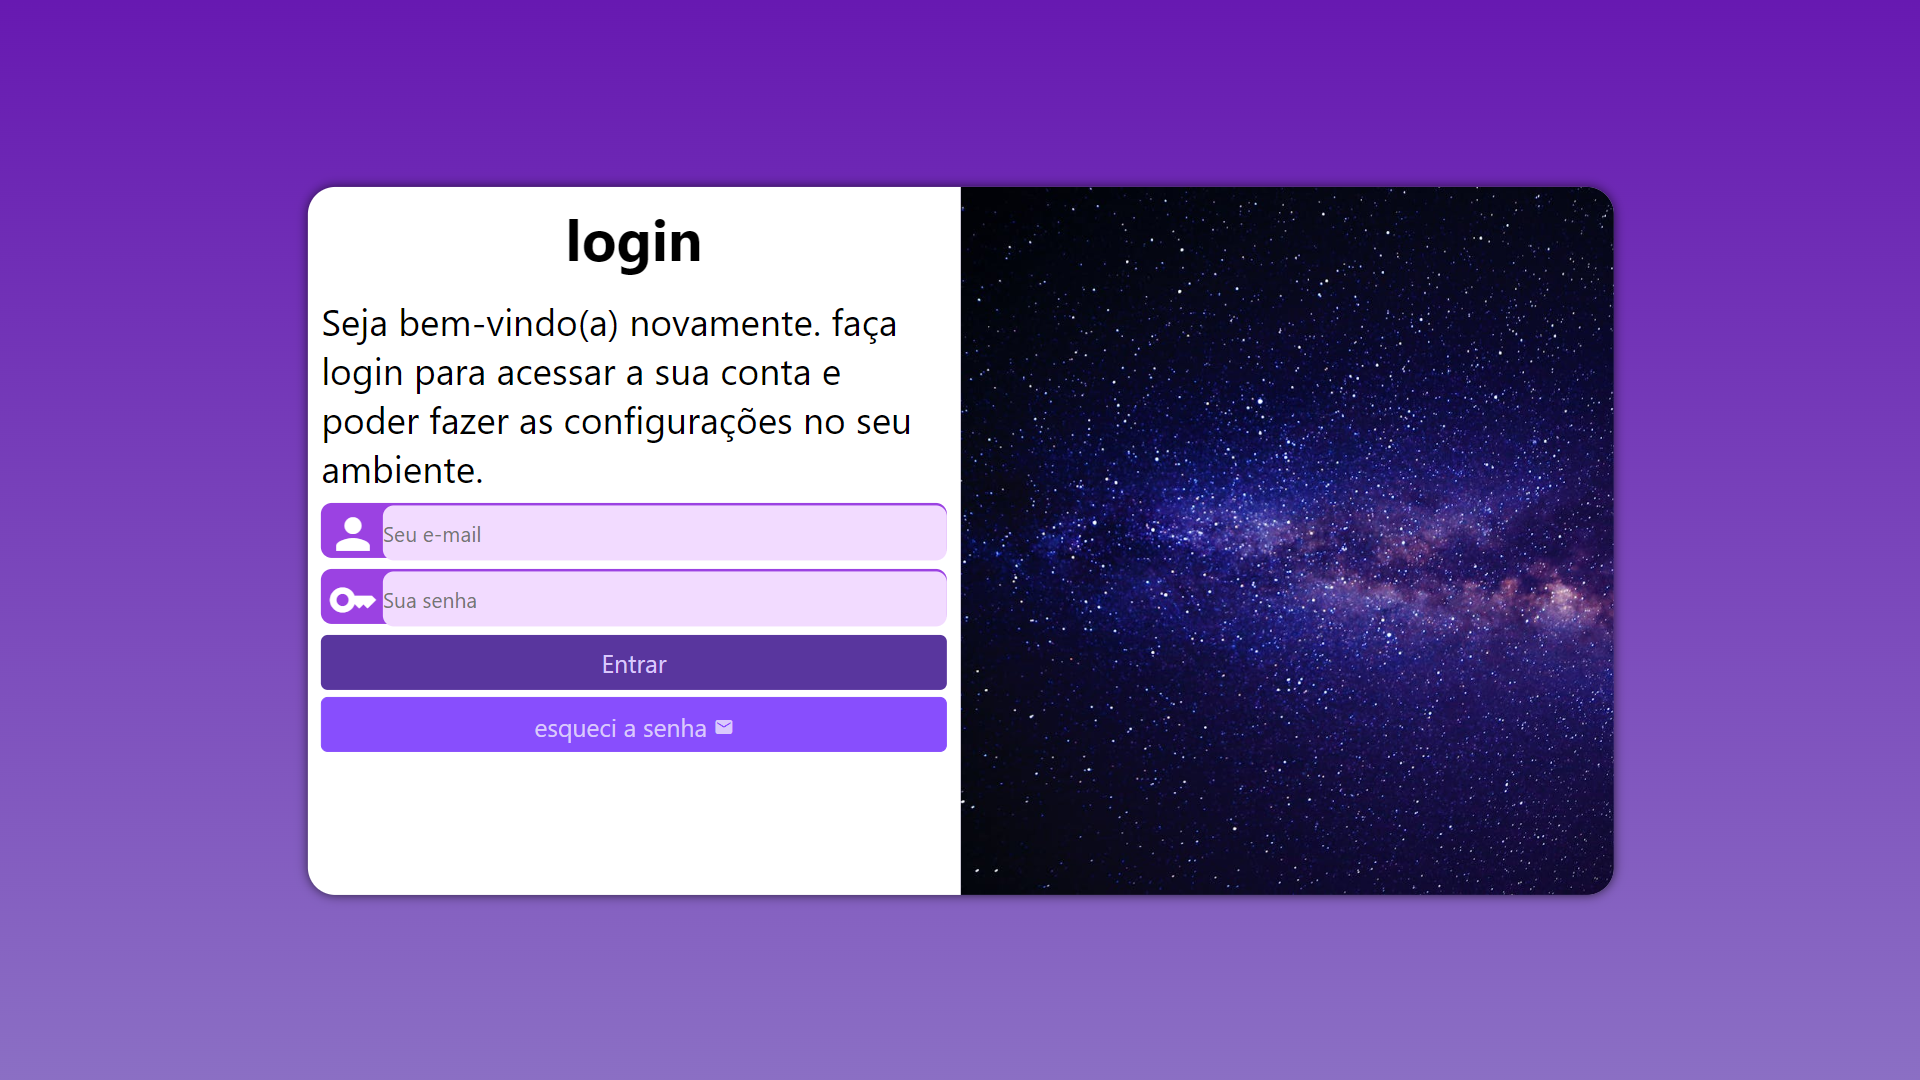 login
Seja bem-vindo(a) novamente. faça
login para acessar a sua conta e
poder fazer as configurações no seu
ambiente.
Seu e-mail
Sua senha
Entrar
esqueci a senha